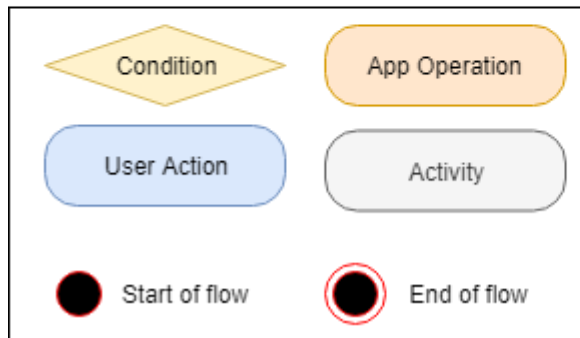 Condition
App Operation
User Action
Activity
Start of flow
End of flow